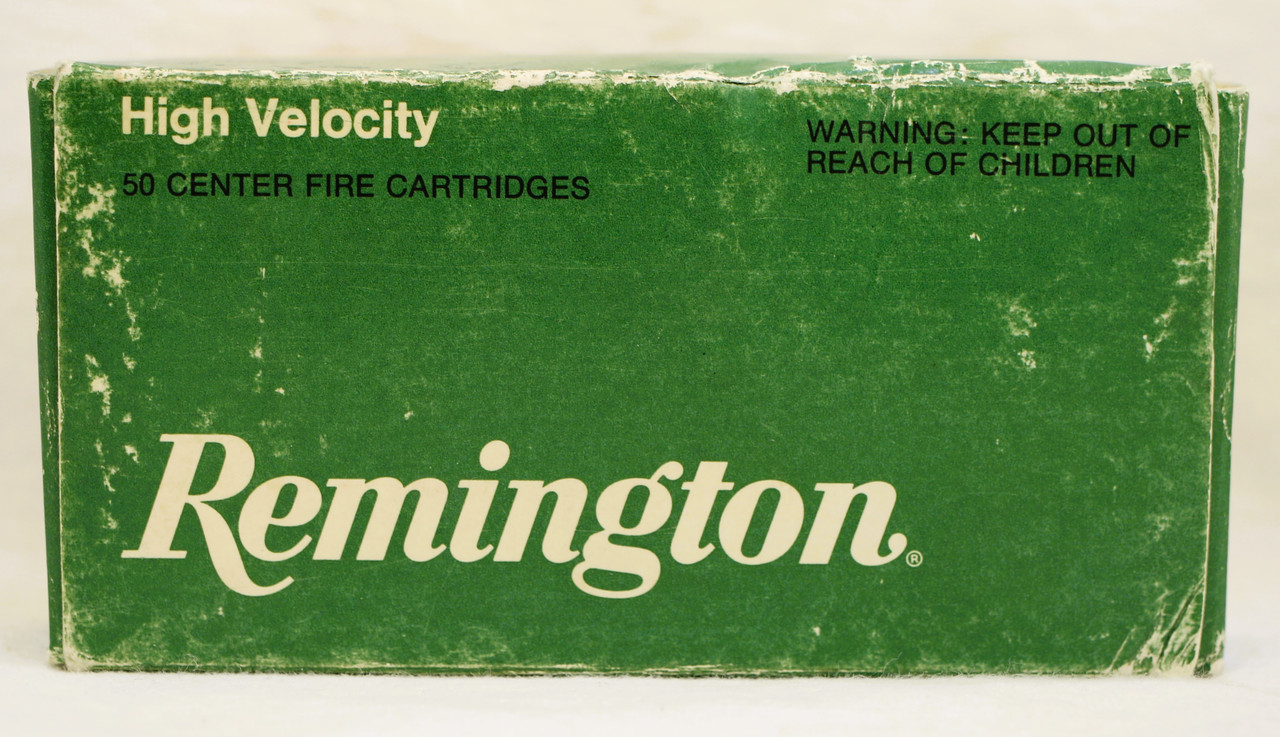 High Velocity
50 CENTER FIRE CARTRIDGES
WARNING: KEEP OUT OF
REACH OF CHILDREN
Remington®